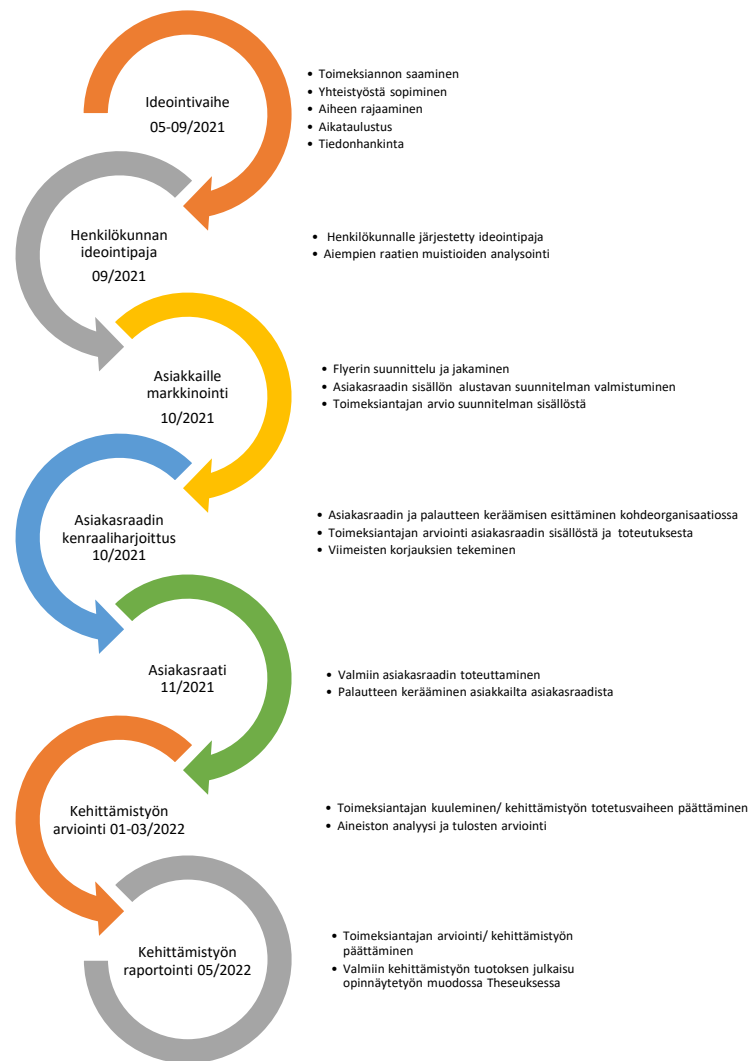 Ideointivaihe
05-09/2021
• Toimeksiannon saaminen
• Yhteistyöstä sopiminen
• Aiheen rajaaminen
• Aikataulustus
• Tiedonhankinta
Henkilökunnan
ideointipaja
09/2021
• Henkilökunnalle järjestetty ideointipaja
• Aiempien raatien muistioiden analysointi
Asiakkaille
markkinointi
10/2021
• Flyerin suunnittelu ja jakaminen
• Asiakasraadin sisällön alustavan suunnitelman valmistuminen
• Toimeksiantajan arvio suunnitelman sisällöstä
Asiakasraadin
kenraaliharjoittus
10/2021
• Asiakasraadin ja palautteen keräämisen esittäminen kohdeorganisaatiossa
• Toimeksiantajan arviointi asiakasraadin sisällöstä ja toteutuksesta
• Viimeisten korjauksien tekeminen
Asiakasraati
11/2021
• Valmiin asiakasraadin toteuttaminen
• Palautteen kerääminen asiakkailta asiakasraadista
Kehittämistyön
arviointi 01-03/2022
• Toimeksiantajan kuuleminen/ kehittämistyön totetusvaiheen päättäminen
• Aineiston analyysi ja tulosten arviointi
Kehittämistyön
raportointi 05/2022
• Toimeksiantajan arviointi/ kehittämistyön
päättäminen
• Valmiin kehittämistyön tuotoksen julkaisu
opinnäytetyön muodossa Theseuksessa